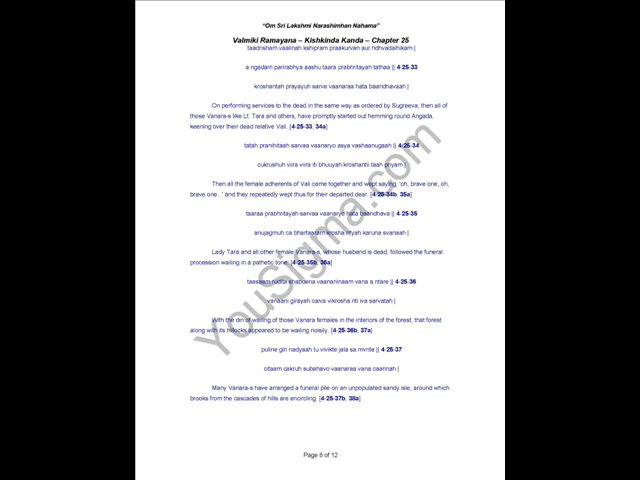 “Om Sri Lakshmi Narashimhan Nahama”
Valmiki Ramayana – Kishkinda Kanda – Chapter 25
taadrisham vaalinah kshipram praakurvan aur.hdhvadaihikam |
a.ngadam parirabhya aashu taara prabhritayah tathaa || 4-25-33
kroshantah prayayuh sarve vaanaraa hata baandhavaah |
On performing services to the dead in the same way as ordered by Sugreeva, then all of
those Vanara-s like Lt. Tara and others, have promptly started out hemming round Angada,
keening over their dead relative Vali. [4-25-33, 34a]
tatah pranihitaah sarvaa vaanaryo asya vashaanugaah || 4-25-34
cukrushuh viira viira iti bhuuyah kroshantii taah priyam |
Then all the female adherents of Vali came together and wept saying, 'oh, brave one, oh,
brave one...' and they repeatedly wept thus for their departed dear. [4-25-34b, 35a]
taaraa prabhritayah sarvaa vaanaryo hata baandhava || 4-25-35
anujagmuh ca bhartaaram krosha.ntyah karuna svanaah |
Lady Tara and all other female Vanara-s, whose husband is dead, followed the funeral
procession wailing in a pathetic tone. [4-25-35b, 36a]
taasaam rudita shabdena vaanariinaam vana a.ntare || 4-25-36
vanaani girayah caiva vikrosha.nti iva sarvatah |
With the din of wailing of those Vanara females in the interiors of the forest, that forest
along with its hillocks appeared to be wailing noisily. [4-25-36b, 37a]
puline giri nadyaah tu vivikte jala sa.mvrite || 4-25-37
citaam cakruh subahavo vaanaraa vana caarinah |
Many Vanara-s have arranged a funeral pile on an unpopulated sandy isle, around which
brooks from the cascades of hills are encircling. [4-25-37b, 38a]
YouSigma.com
Page 8 of 12